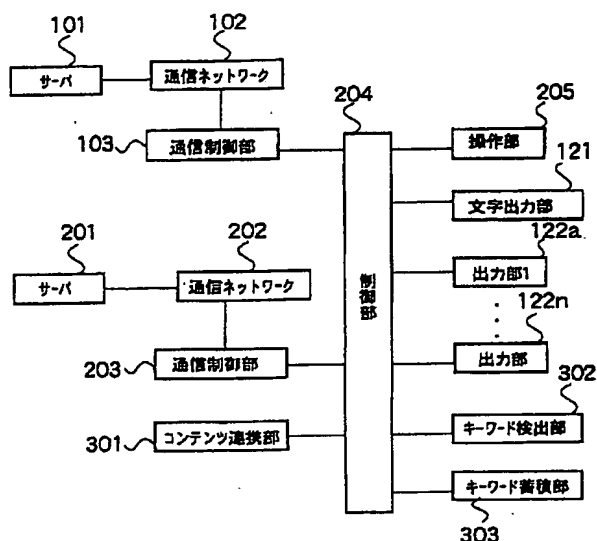 101
102
サーバ
通信ネットワーク
204
205
103
通信制御部
操作部
121
文字出力部
201
202
122a
サーバ
通信ネットワーク
制御部
出力部1
122n
203
通信制御部
出力部
302
301
コンテンツ連携部
キーワード検出部
キーワード蓄積部
303